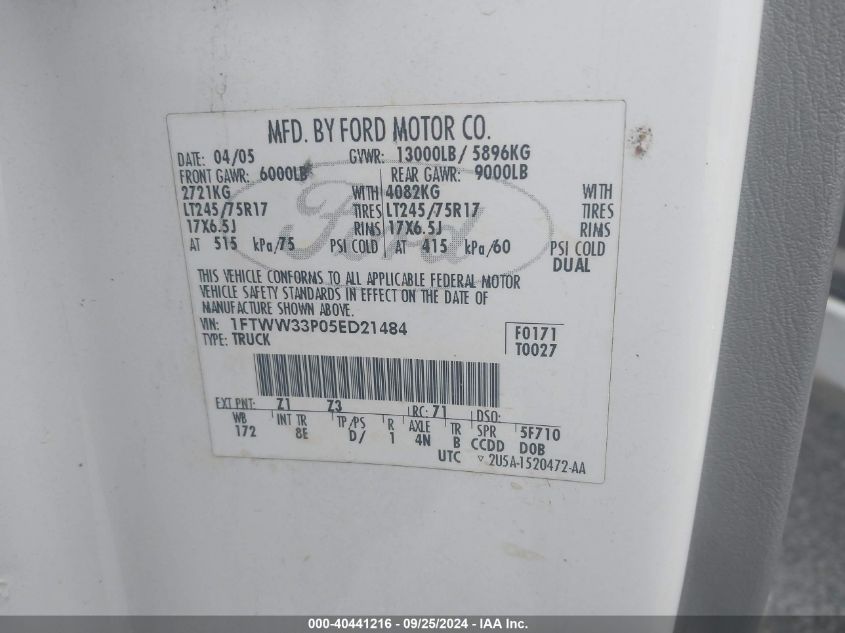 MFD. BY FORD MOTOR CO.
DATE: 04/05 GVWR: 13000LB/ 5896KG
FRONT GAWR: 6000LB REAR GAWR: 9000LB
2721KG WITH 4082KG WITH
LT245/75R17 TIRES LT245/75R17 TIRES
17X6.5J RIMS 17X6.5J RIMS
AT 515 kPa/75 PSI COLD AT 415 kPa/60 PSI COLD
DUAL
Ford
THIS VEHICLE CONFORMS TO ALL APPLICABLE FEDERAL MOTOR
VEHICLE SAFETY STANDARDS IN EFFECT ON THE DATE OF
MANUFACTURE SHOWN ABOVE.
VIN: 1FTWW33P05ED21484 F0171
TYPE: TRUCK T0027
EXT PNT: Z1 Z3 RC: 71 DSO:
WB INT TR TP/PS R AXLE TR SPR 5F710
172 8E D/ 1 4N B CCDD DOB
UTC ▽ 2U5A-1520472-AA
000-40441216 - 09/25/2024 - IAA Inc.